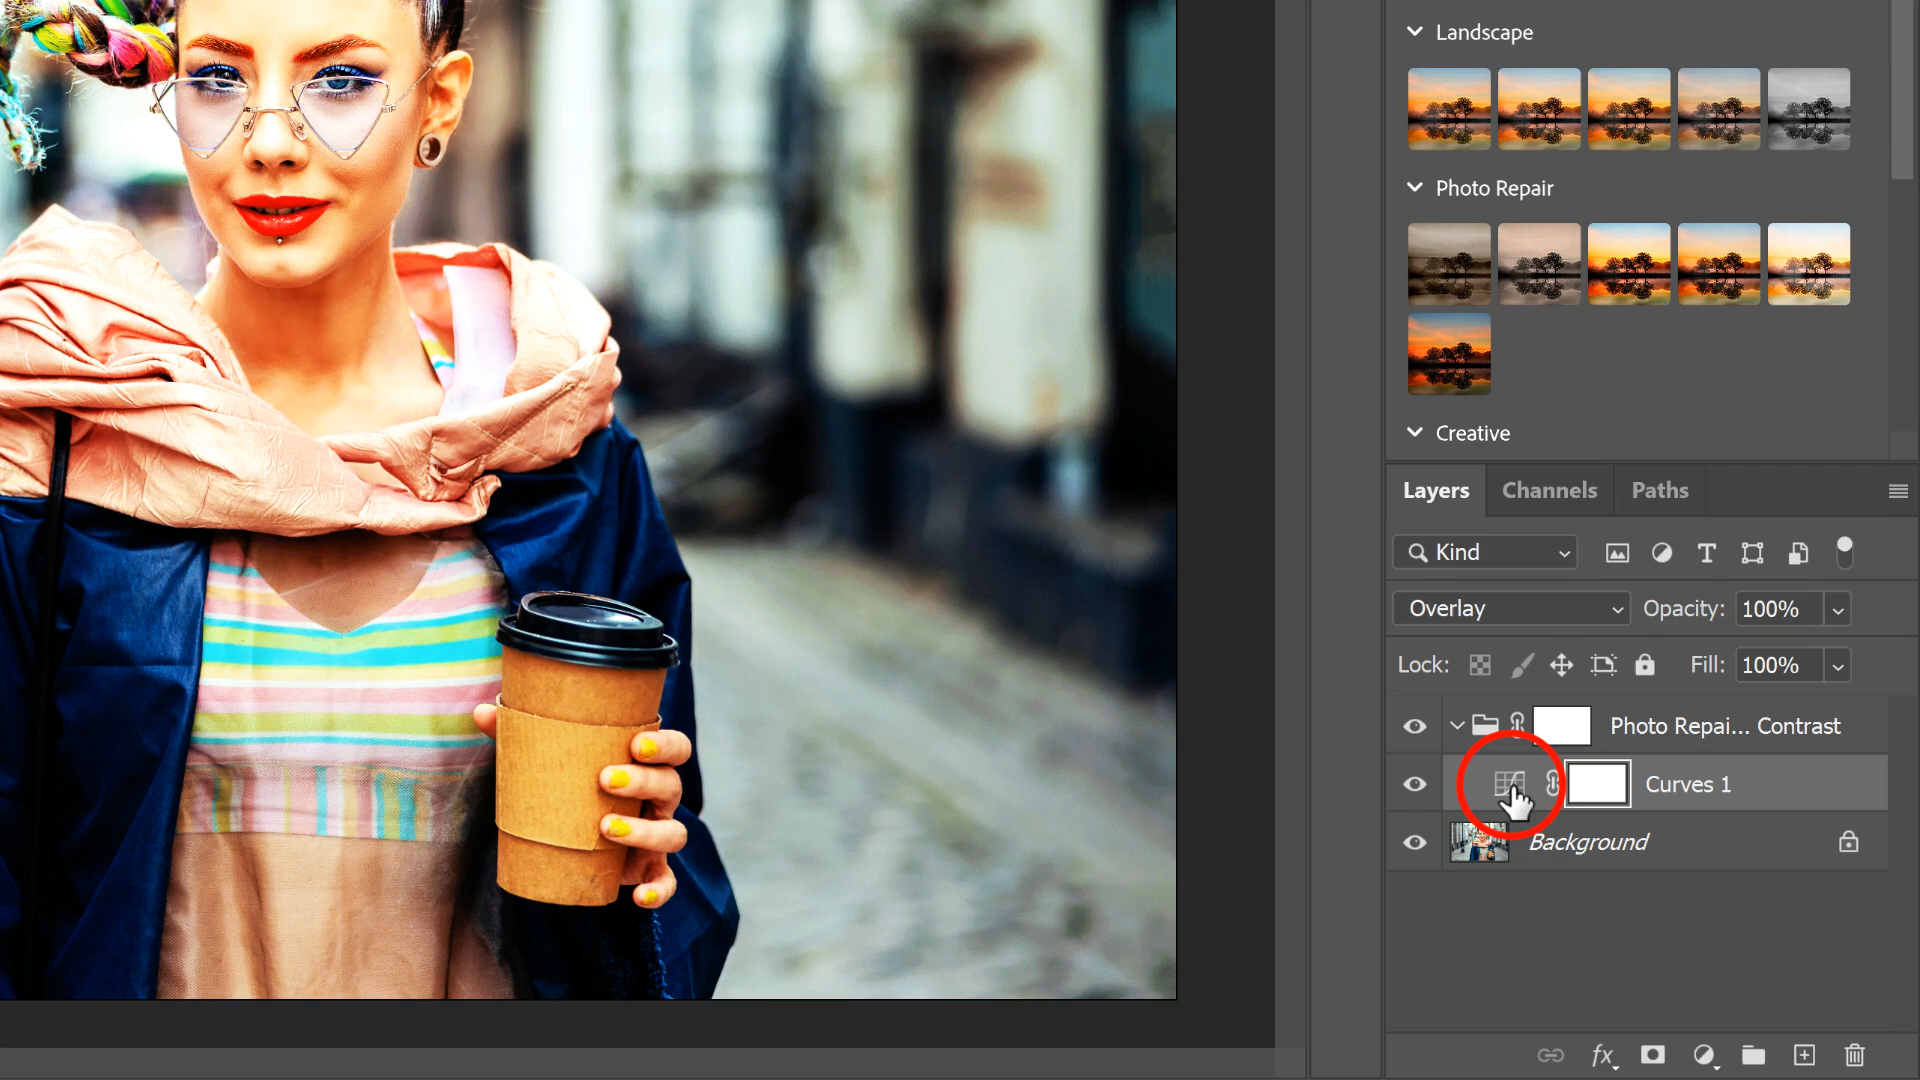 Landscape
Photo Repair
Creative
Layers Channels Paths
Kind
Overlay Opacity: 100%
Lock: Fill: 100%
Photo Repai... Contrast
Curves 1
Background
fx